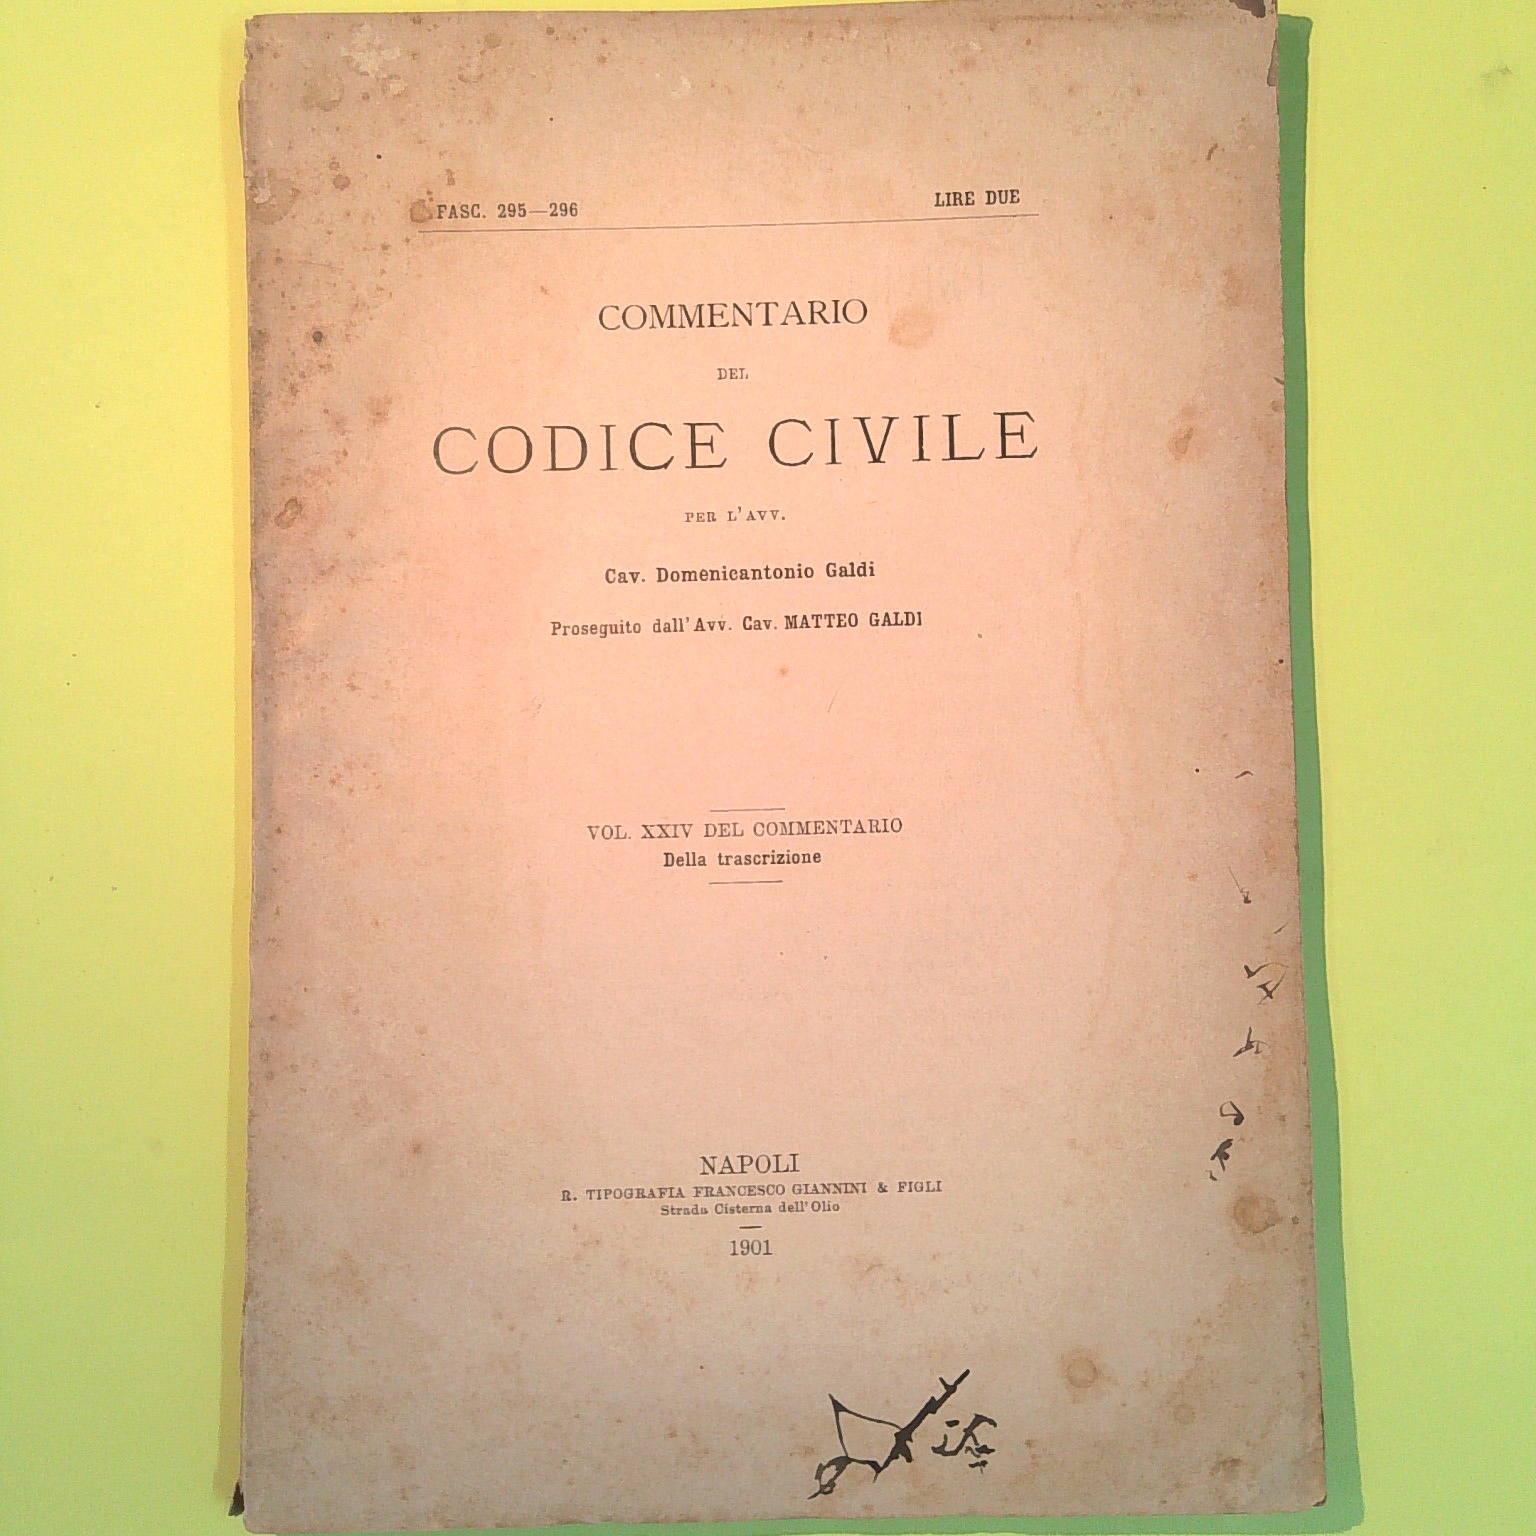 FASC. 295—296
LIRE DUE
COMMENTARIO
DEL
CODICE CIVILE
PER L'AVV.
Cav. Domenicantonio Galdi
Proseguito dall'Avv. Cav. MATTEO GALDI
VOL. XXIV DEL COMMENTARIO
Della trascrizione
NAPOLI
R. TIPOGRAFIA FRANCESCO GIANNINI & FIGLI
Strada Cisterna dell'Olio
1901